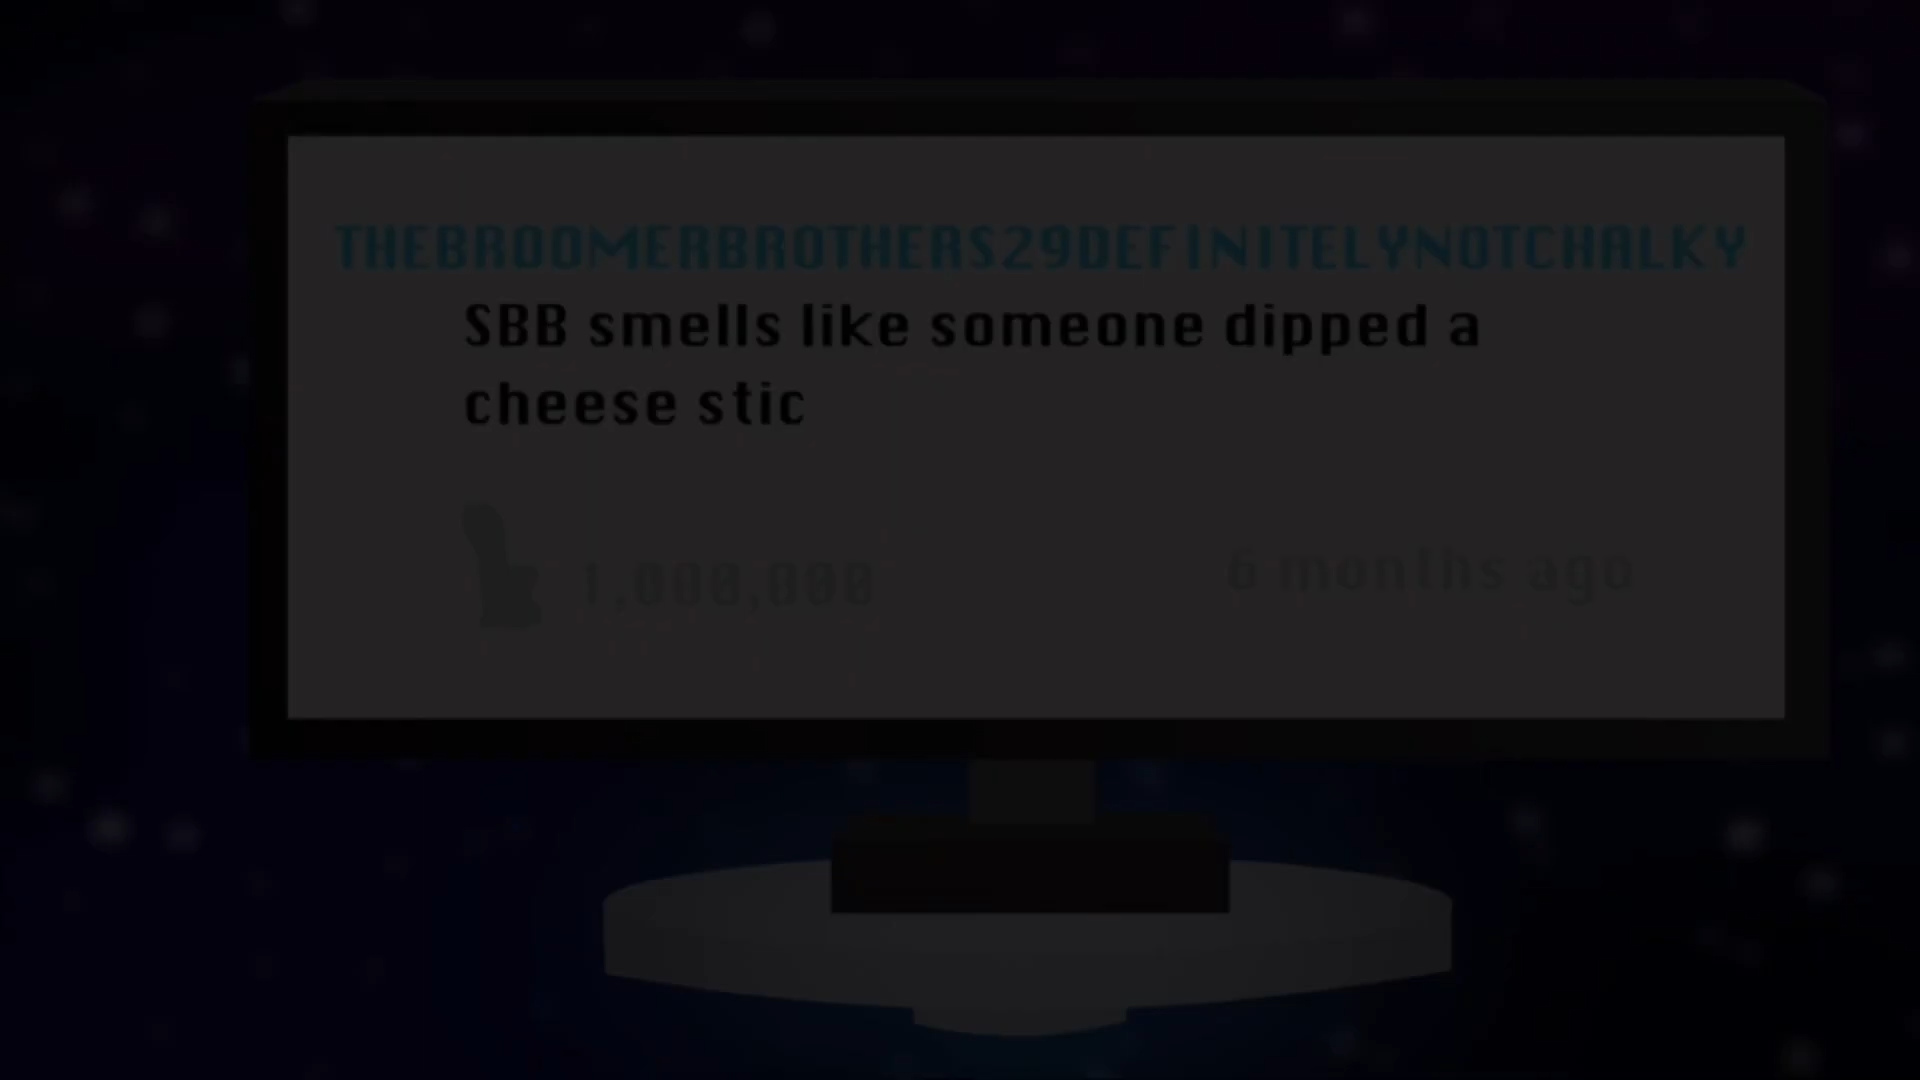 THEBROOMERBROTHERS29DEFINITELYNOTCHALKY
SBB smells like someone dipped a
cheese stic
1,000,000
6 months ago